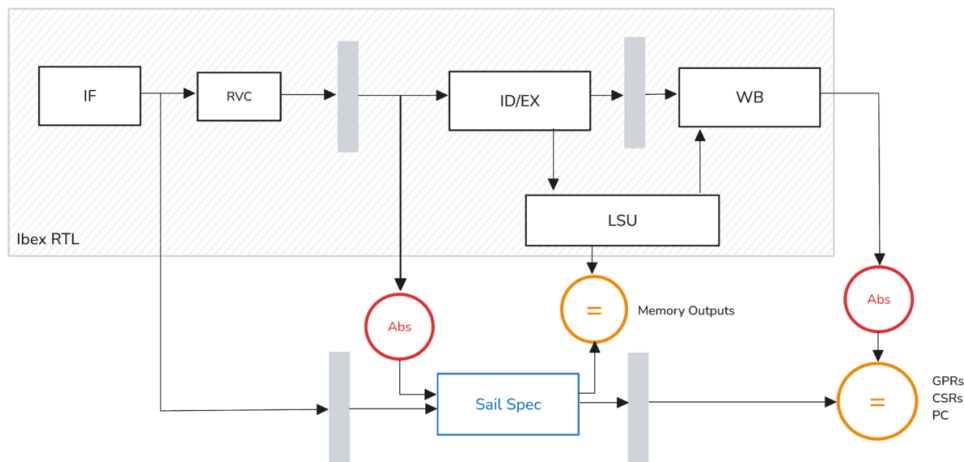 IF
RVC
ID/EX
WB
LSU
Ibex RTL
Abs
=
Memory Outputs
Abs
Sail Spec
=
GPRs
CSRs
PC